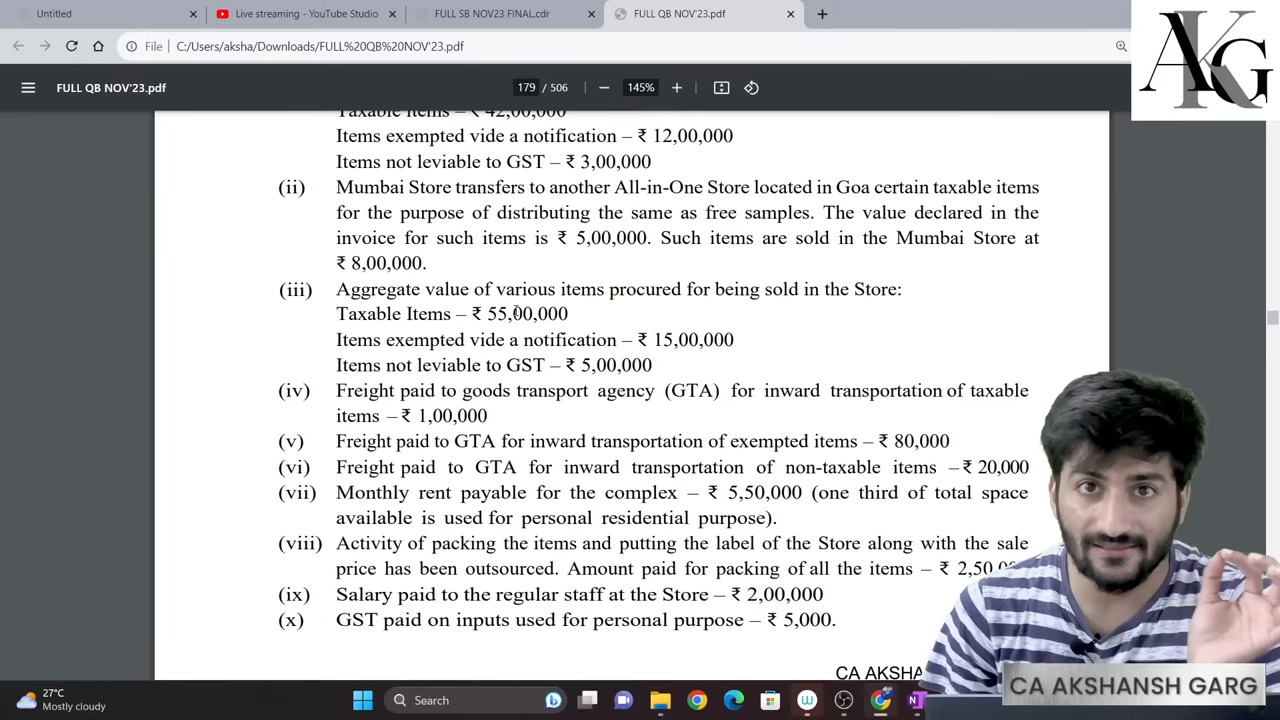 Untitled
Live streaming - YouTube Studio
FULL SB NOV23 FINAL.cdr
FULL QB NOV'23.pdf
File
C:/Users/aksha/Downloads/FULL%20QB%20NOV'23.pdf
AKG
FULL QB NOV'23.pdf
179 / 506
145%
Taxable items – ₹ 42,00,000
Items exempted vide a notification – ₹ 12,00,000
Items not leviable to GST – ₹ 3,00,000
(ii) Mumbai Store transfers to another All-in-One Store located in Goa certain taxable items
for the purpose of distributing the same as free samples. The value declared in the
invoice for such items is ₹ 5,00,000. Such items are sold in the Mumbai Store at
₹ 8,00,000.
(iii) Aggregate value of various items procured for being sold in the Store:
Taxable Items – ₹ 55,00,000
Items exempted vide a notification – ₹ 15,00,000
Items not leviable to GST – ₹ 5,00,000
(iv) Freight paid to goods transport agency (GTA) for inward transportation of taxable
items – ₹ 1,00,000
(v) Freight paid to GTA for inward transportation of exempted items – ₹ 80,000
(vi) Freight paid to GTA for inward transportation of non-taxable items – ₹ 20,000
(vii) Monthly rent payable for the complex – ₹ 5,50,000 (one third of total space
available is used for personal residential purpose).
(viii) Activity of packing the items and putting the label of the Store along with the sale
price has been outsourced. Amount paid for packing of all the items – ₹
(ix) Salary paid to the regular staff at the Store – ₹ 2,00,000
(x) GST paid on inputs used for personal purpose – ₹ 5,000.
CA AKSHANSH
CA AKSHANSH GARG
27°C
Mostly cloudy
Search